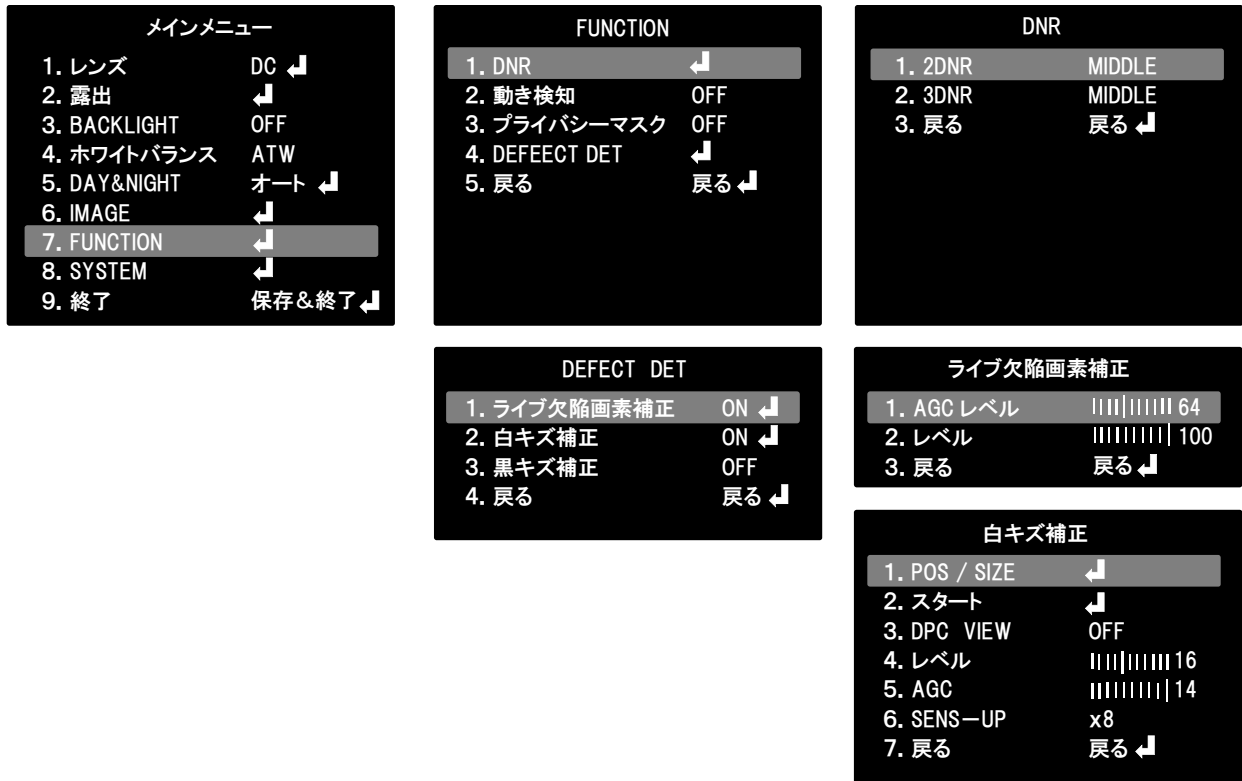 メインメニュー
1. レンズ DC ↲
2. 露出 ↲
3. BACKLIGHT OFF
4. ホワイトバランス ATW
5. DAY&NIGHT オート ↲
6. IMAGE ↲
7. FUNCTION ↲
8. SYSTEM ↲
9. 終了 保存&終了↲
FUNCTION
1. DNR ↲
2. 動き検知 OFF
3. プライバシーマスク OFF
4. DEFEECT DET ↲
5. 戻る 戻る↲
DNR
1. 2DNR MIDDLE
2. 3DNR MIDDLE
3. 戻る 戻る ↲
DEFECT DET
1. ライブ欠陥画素補正 ON ↲
2. 白キズ補正 ON ↲
3. 黒キズ補正 OFF
4. 戻る 戻る ↲
ライブ欠陥画素補正
1. AGC レベル 64
2. レベル 100
3. 戻る 戻る↲
白キズ補正
1. POS / SIZE ↲
2. スタート ↲
3. DPC VIEW OFF
4. レベル 16
5. AGC 14
6. SENS−UP x8
7. 戻る 戻る ↲